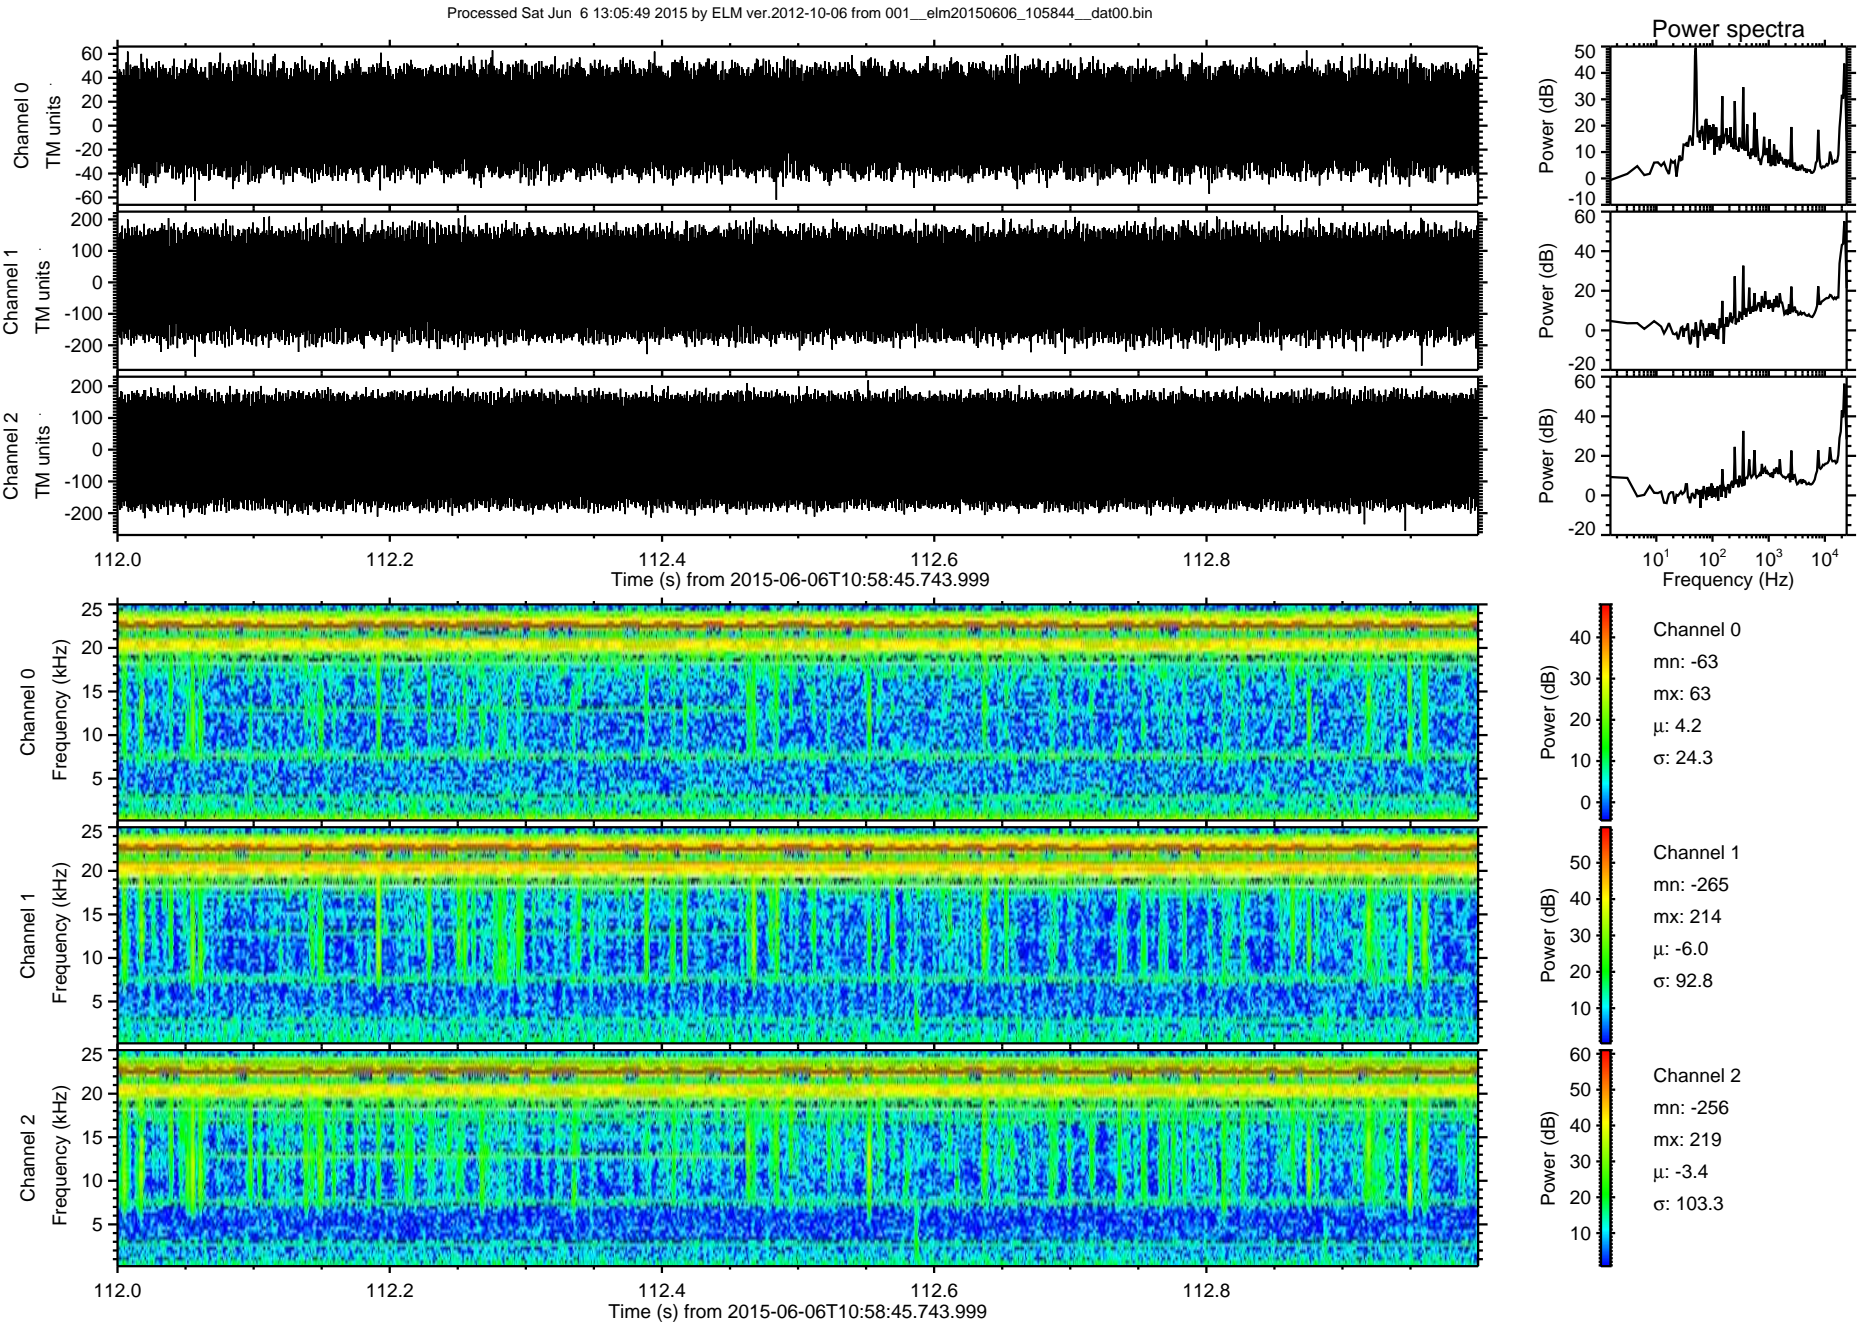 Processed Sat Jun  6 13:05:49 2015 by ELM ver.2012-10-06 from 001__elm20150606_105844__dat00.bin
Power spectra
Channel 0
TM units
60
40
20
0
-20
-40
-60
Power (dB)
50
40
30
20
10
0
-10
Channel 1
TM units
200
100
0
-100
-200
Power (dB)
60
40
20
0
-20
Channel 2
TM units
200
100
0
-100
-200
Power (dB)
60
40
20
0
-20
112.0 112.2 112.4 112.6 112.8
Time (s) from 2015-06-06T10:58:45.743.999
10¹ 10² 10³ 10⁴
Frequency (Hz)
Channel 0
Frequency (kHz)
25
20
15
10
5
Power (dB)
40
30
20
10
0
Channel 0
mn: -63
mx: 63
μ: 4.2
σ: 24.3
Channel 1
Frequency (kHz)
25
20
15
10
5
Power (dB)
50
40
30
20
10
Channel 1
mn: -265
mx: 214
μ: -6.0
σ: 92.8
Channel 2
Frequency (kHz)
25
20
15
10
5
Power (dB)
60
50
40
30
20
10
Channel 2
mn: -256
mx: 219
μ: -3.4
σ: 103.3
112.0 112.2 112.4 112.6 112.8
Time (s) from 2015-06-06T10:58:45.743.999